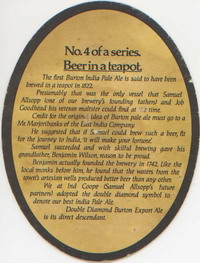 No. 4 of a series.
Beer in a teapot.
The first Burton India Pale Ale is said to have been
brewed in a teapot in 1822.
Presumably that was the only vessel that Samuel
Allsopp (one of our brewery's founding fathers) and Job
Goodhead his veteran maltster could find at time.
Credit for the original idea of Burton pale ale must go to a
Mr. Marjoribanks of the East India Company.
He suggested that if Samuel could brew such a beer, fit
for the journey to India, 'it will make your fortune'.
Samuel succeeded and with skilful brewing gave his
grandfather, Benjamin Wilson, reason to be proud.
Benjamin actually founded the brewery in 1742. Like the
local monks before him, he found that the waters from the
town's artesian wells produced better beer than any other.
We at Ind Coope (Samuel Allsopp's future
partners) adopted the double diamond symbol to
denote our best India Pale Ale.
Double Diamond Burton Export Ale
is its direct descendant.